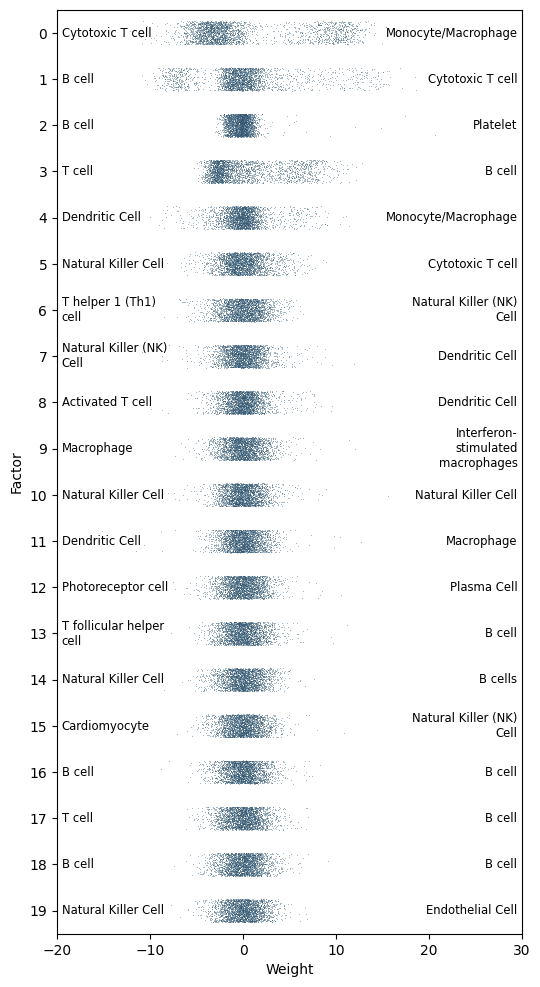 0 Cytotoxic T cell Monocyte/Macrophage
1 B cell Cytotoxic T cell
2 B cell Platelet
3 T cell B cell
4 Dendritic Cell Monocyte/Macrophage
5 Natural Killer Cell Cytotoxic T cell
6 T helper 1 (Th1)
cell
Natural Killer (NK)
Cell
7 Natural Killer (NK)
Cell
Dendritic Cell
8 Activated T cell Dendritic Cell
9 Macrophage
Interferon-
stimulated
macrophages
10 Natural Killer Cell Natural Killer Cell
11 Dendritic Cell Macrophage
12 Photoreceptor cell Plasma Cell
13 T follicular helper
cell
B cell
14 Natural Killer Cell B cells
15 Cardiomyocyte
Natural Killer (NK)
Cell
16 B cell B cell
17 T cell B cell
18 B cell B cell
19 Natural Killer Cell Endothelial Cell
Factor
−20 −10 0 10 20 30
Weight